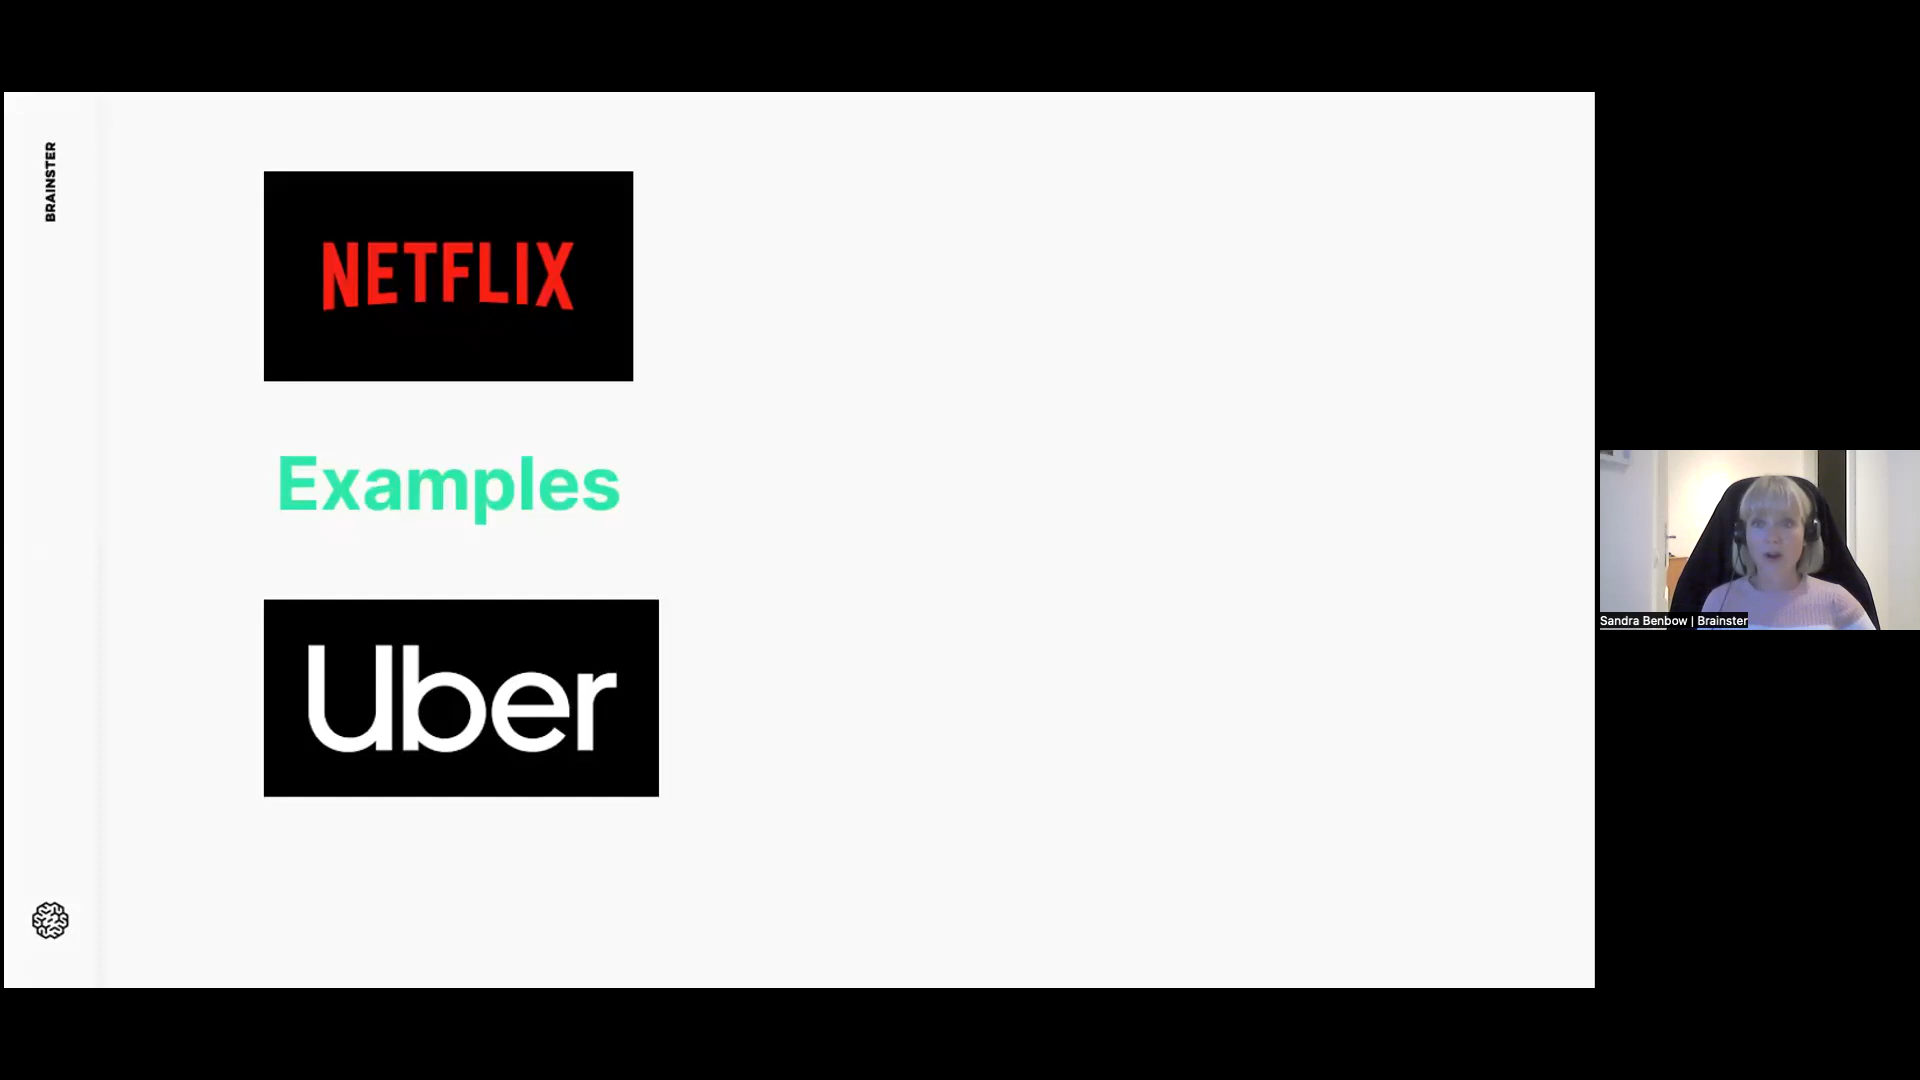 BRAINSTER
NETFLIX
Examples
Uber
Sandra Benbow | Brainster